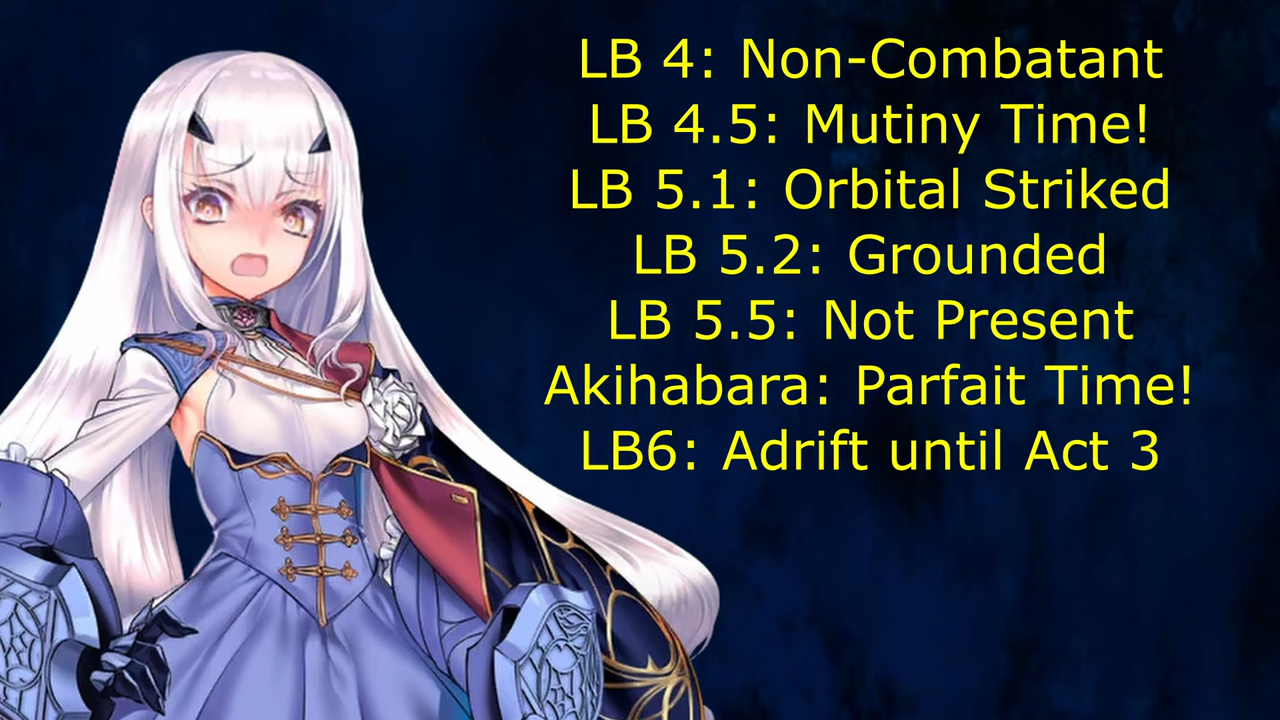 LB 4: Non-Combatant
LB 4.5: Mutiny Time!
LB 5.1: Orbital Striked
LB 5.2: Grounded
LB 5.5: Not Present
Akihabara: Parfait Time!
LB6: Adrift until Act 3